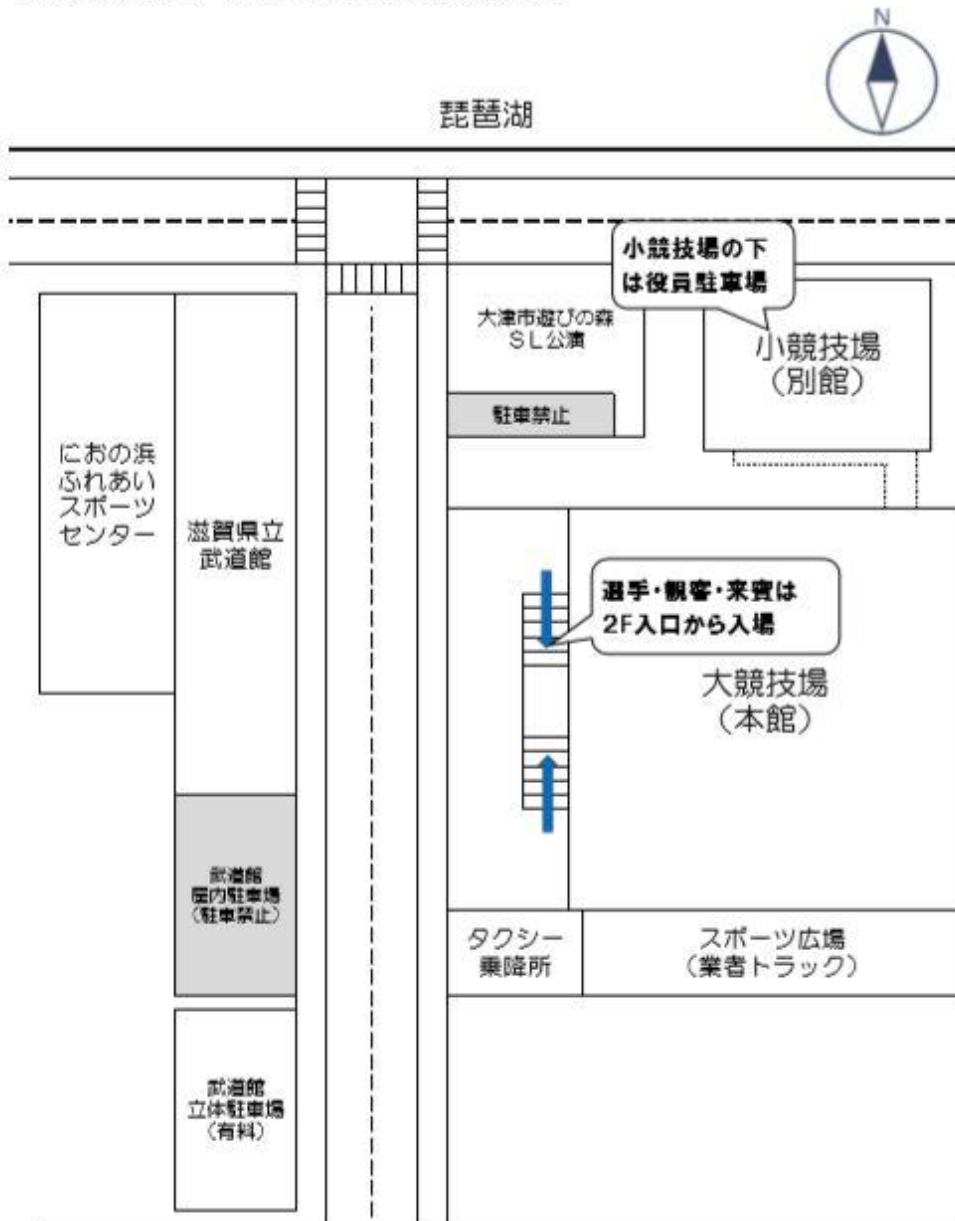 N
琵琶湖
小競技場の下
は役員駐車場
大津市遊びの森
SL公演
小競技場
(別館)
駐車禁止
におの浜
ふれあい
スポーツ
センター
滋賀県立
武道館
選手・観客・来賓は
2F入口から入場
大競技場
(本館)
武道館
屋内駐車場
(駐車禁止)
タクシー
乗降所
スポーツ広場
(業者トラック)
武道館
立体駐車場
(有料)